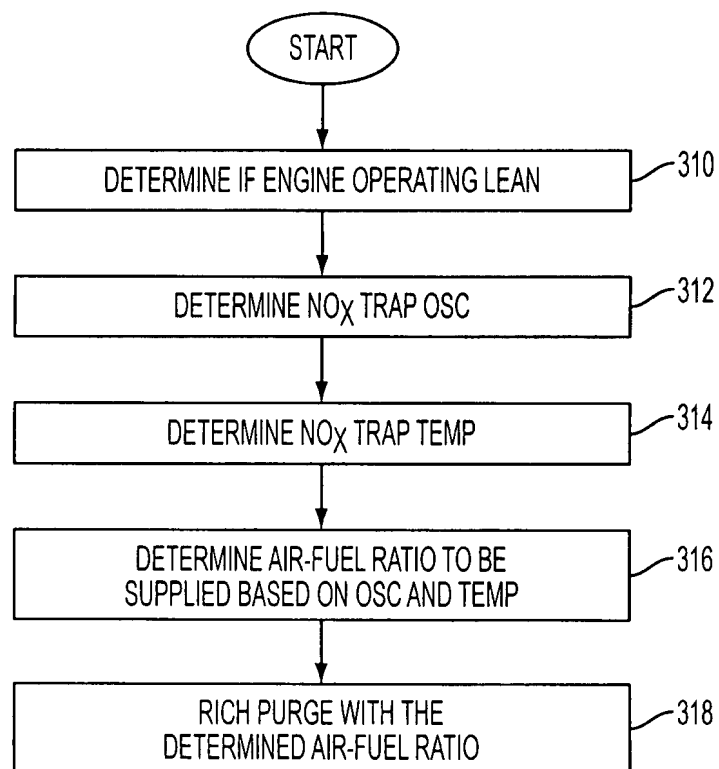 START
DETERMINE IF ENGINE OPERATING LEAN
310
DETERMINE NOX TRAP OSC
312
DETERMINE NOX TRAP TEMP
314
DETERMINE AIR-FUEL RATIO TO BE
SUPPLIED BASED ON OSC AND TEMP
316
RICH PURGE WITH THE
DETERMINED AIR-FUEL RATIO
318